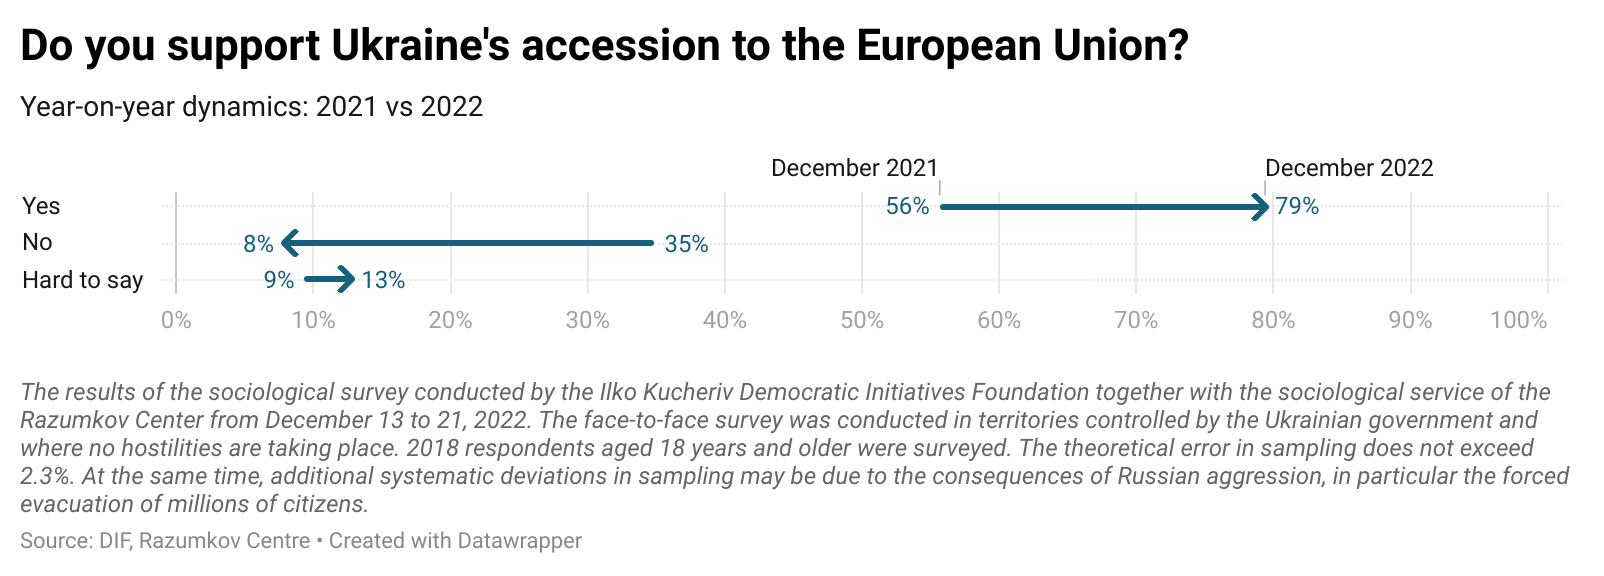 Do you support Ukraine's accession to the European Union?
Year-on-year dynamics: 2021 vs 2022
December 2021 December 2022
Yes 56% 79%
No 8% 35%
Hard to say 9% 13%
0% 10% 20% 30% 40% 50% 60% 70% 80% 90% 100%
The results of the sociological survey conducted by the Ilko Kucheriv Democratic Initiatives Foundation together with the sociological service of the
Razumkov Center from December 13 to 21, 2022. The face-to-face survey was conducted in territories controlled by the Ukrainian government and
where no hostilities are taking place. 2018 respondents aged 18 years and older were surveyed. The theoretical error in sampling does not exceed
2.3%. At the same time, additional systematic deviations in sampling may be due to the consequences of Russian aggression, in particular the forced
evacuation of millions of citizens.
Source: DIF, Razumkov Centre • Created with Datawrapper